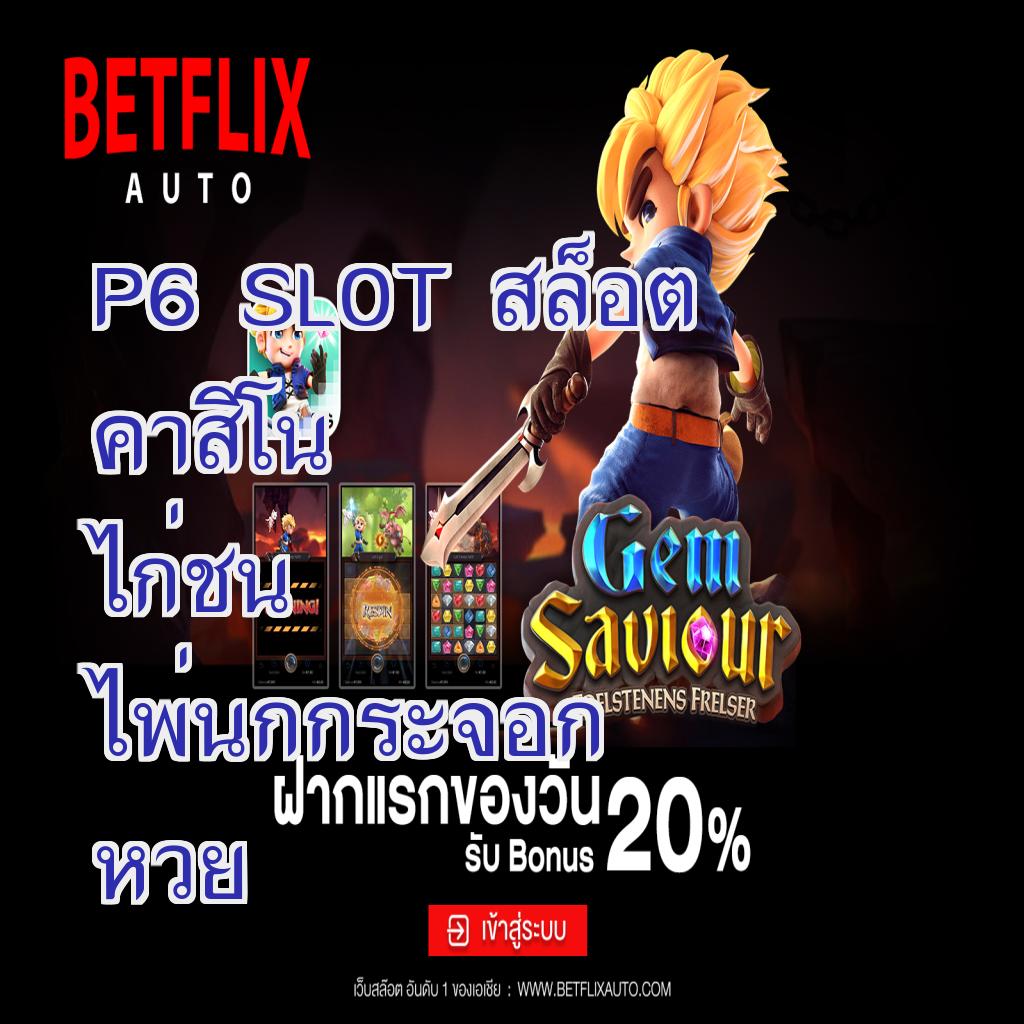 BETFLIX
AUTO
P6 SLOT สล็อต
คาสิโน
ไก่ชน
ไพ่นกกระจอก
หวย
Gem
Saviour
FRELSER
ฝากแรกของวัน 20%
รับ Bonus
เข้าสู่ระบบ
เว็บสล๊อต อันดับ 1 ของเอเชีย : WWW.BETFLIXAUTO.COM